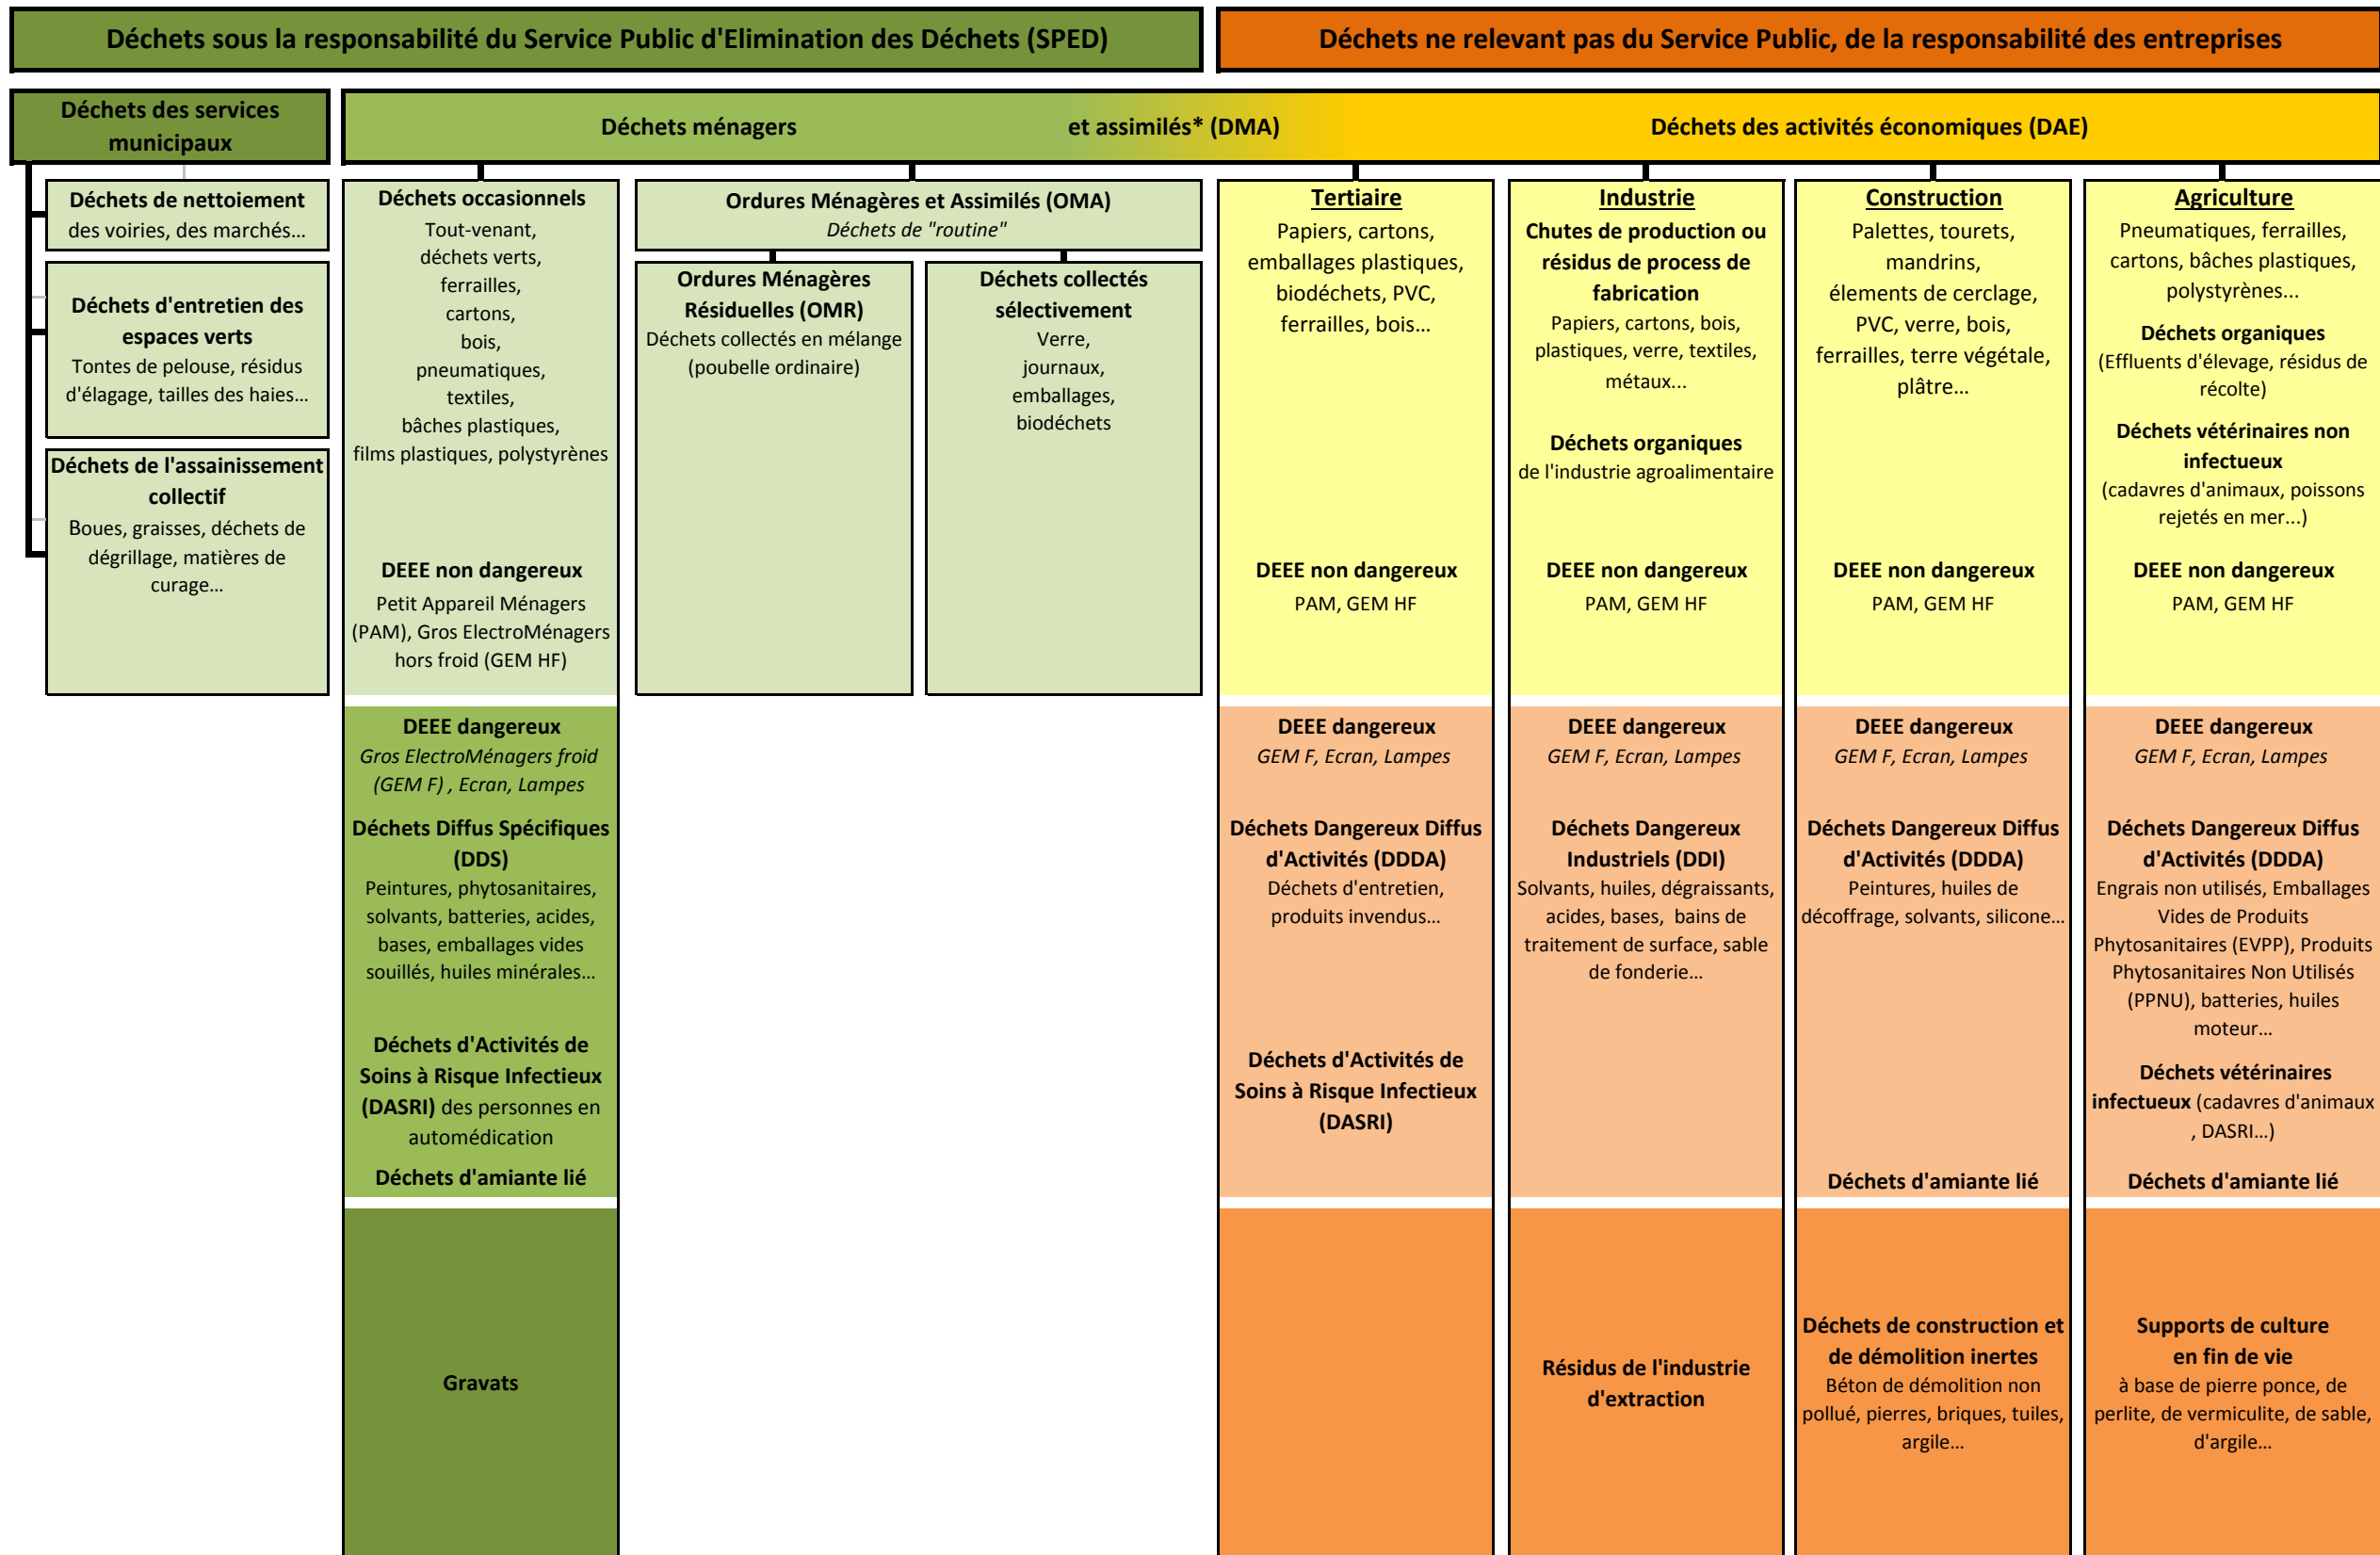 Déchets sous la responsabilité du Service Public d'Elimination des Déchets (SPED)
Déchets ne relevant pas du Service Public, de la responsabilité des entreprises
Déchets des services
municipaux
Déchets ménagers et assimilés* (DMA)
Déchets des activités économiques (DAE)
Déchets de nettoiement
des voiries, des marchés...
Déchets d'entretien des
espaces verts
Tontes de pelouse, résidus
d'élagage, tailles des haies...
Déchets de l'assainissement
collectif
Boues, graisses, déchets de
dégrillage, matières de
curage...
Déchets occasionnels
Tout-venant,
déchets verts,
ferrailles,
cartons,
bois,
pneumatiques,
textiles,
bâches plastiques,
films plastiques, polystyrènes
DEEE non dangereux
Petit Appareil Ménagers
(PAM), Gros ElectroMénagers
hors froid (GEM HF)
DEEE dangereux
Gros ElectroMénagers froid
(GEM F) , Ecran, Lampes
Déchets Diffus Spécifiques
(DDS)
Peintures, phytosanitaires,
solvants, batteries, acides,
bases, emballages vides
souillés, huiles minérales...
Déchets d'Activités de
Soins à Risque Infectieux
(DASRI) des personnes en
automédication
Déchets d'amiante lié
Gravats
Ordures Ménagères et Assimilés (OMA)
Déchets de "routine"
Ordures Ménagères
Résiduelles (OMR)
Déchets collectés en mélange
(poubelle ordinaire)
Déchets collectés
sélectivement
Verre,
journaux,
emballages,
biodéchets
Tertiaire
Papiers, cartons,
emballages plastiques,
biodéchets, PVC,
ferrailles, bois...
DEEE non dangereux
PAM, GEM HF
DEEE dangereux
GEM F, Ecran, Lampes
Déchets Dangereux Diffus
d'Activités (DDDA)
Déchets d'entretien,
produits invendus...
Déchets d'Activités de
Soins à Risque Infectieux
(DASRI)
Industrie
Chutes de production ou
résidus de process de
fabrication
Papiers, cartons, bois,
plastiques, verre, textiles,
métaux...
Déchets organiques
de l'industrie agroalimentaire
DEEE non dangereux
PAM, GEM HF
DEEE dangereux
GEM F, Ecran, Lampes
Déchets Dangereux
Industriels (DDI)
Solvants, huiles, dégraissants,
acides, bases, bains de
traitement de surface, sable
de fonderie...
Résidus de l'industrie
d'extraction
Construction
Palettes, tourets,
mandrins,
élements de cerclage,
PVC, verre, bois,
ferrailles, terre végétale,
plâtre...
DEEE non dangereux
PAM, GEM HF
DEEE dangereux
GEM F, Ecran, Lampes
Déchets Dangereux Diffus
d'Activités (DDDA)
Peintures, huiles de
décoffrage, solvants, silicone...
Déchets d'amiante lié
Déchets de construction et
de démolition inertes
Béton de démolition non
pollué, pierres, briques, tuiles,
argile...
Agriculture
Pneumatiques, ferrailles,
cartons, bâches plastiques,
polystyrènes...
Déchets organiques
(Effluents d'élevage, résidus de
récolte)
Déchets vétérinaires non
infectueux
(cadavres d'animaux, poissons
rejetés en mer...)
DEEE non dangereux
PAM, GEM HF
DEEE dangereux
GEM F, Ecran, Lampes
Déchets Dangereux Diffus
d'Activités (DDDA)
Engrais non utilisés, Emballages
Vides de Produits
Phytosanitaires (EVPP), Produits
Phytosanitaires Non Utilisés
(PPNU), batteries, huiles
moteur...
Déchets vétérinaires
infectueux (cadavres d'animaux
, DASRI...)
Déchets d'amiante lié
Supports de culture
en fin de vie
à base de pierre ponce, de
perlite, de vermiculite, de sable,
d'argile...